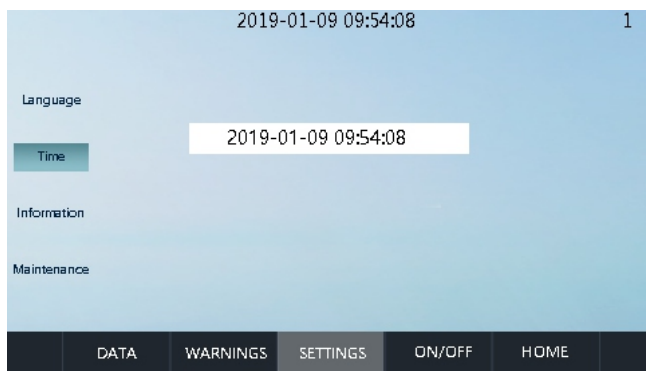 2019-01-09 09:54:08 1
Language
2019-01-09 09:54:08
Time
Information
Maintenance
DATA WARNINGS SETTINGS ON/OFF HOME